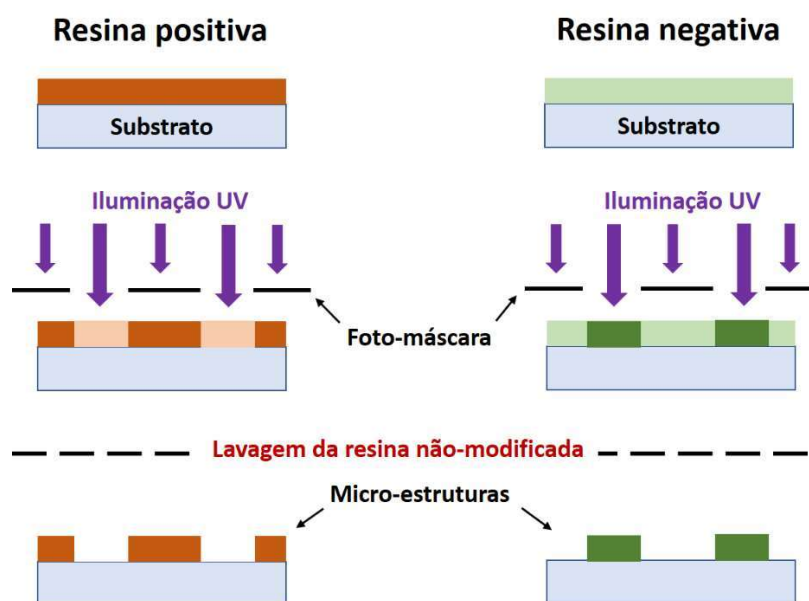 Resina positiva
Resina negativa
Substrato
Substrato
Iluminação UV
Iluminação UV
Foto-máscara
Lavagem da resina não-modificada
Micro-estruturas